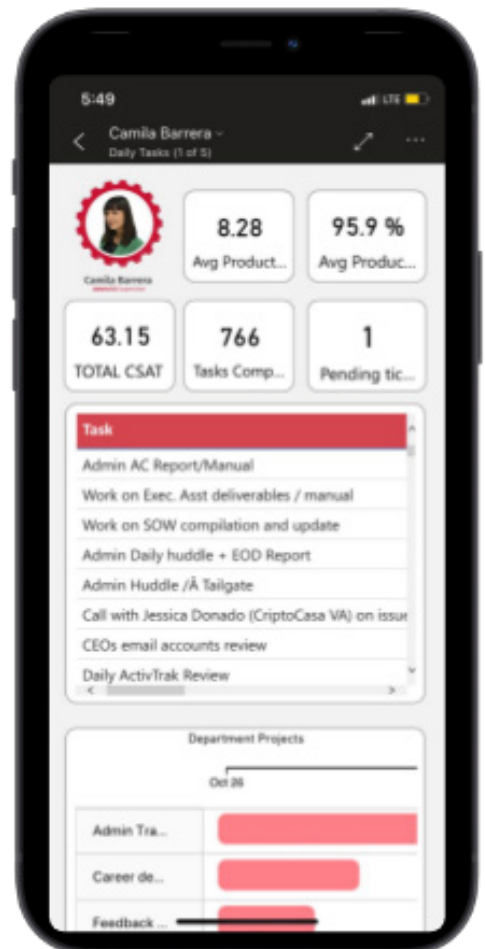 5:49
LTE
Camila Barrera
Daily Tasks (1 of 5)
Camila Barrera
8.28
Avg Product...
95.9 %
Avg Produc...
63.15
TOTAL CSAT
766
Tasks Comp...
1
Pending tic...
Task
Admin AC Report/Manual
Work on Exec. Asst deliverables / manual
Work on SOW compilation and update
Admin Daily huddle + EOD Report
Admin Huddle /Â Tailgate
Call with Jessica Donado (CriptoCasa VA) on issue
CEOs email accounts review
Daily ActivTrak Review
Department Projects
Oct 26
Admin Tra...
Career de...
Feedback ...